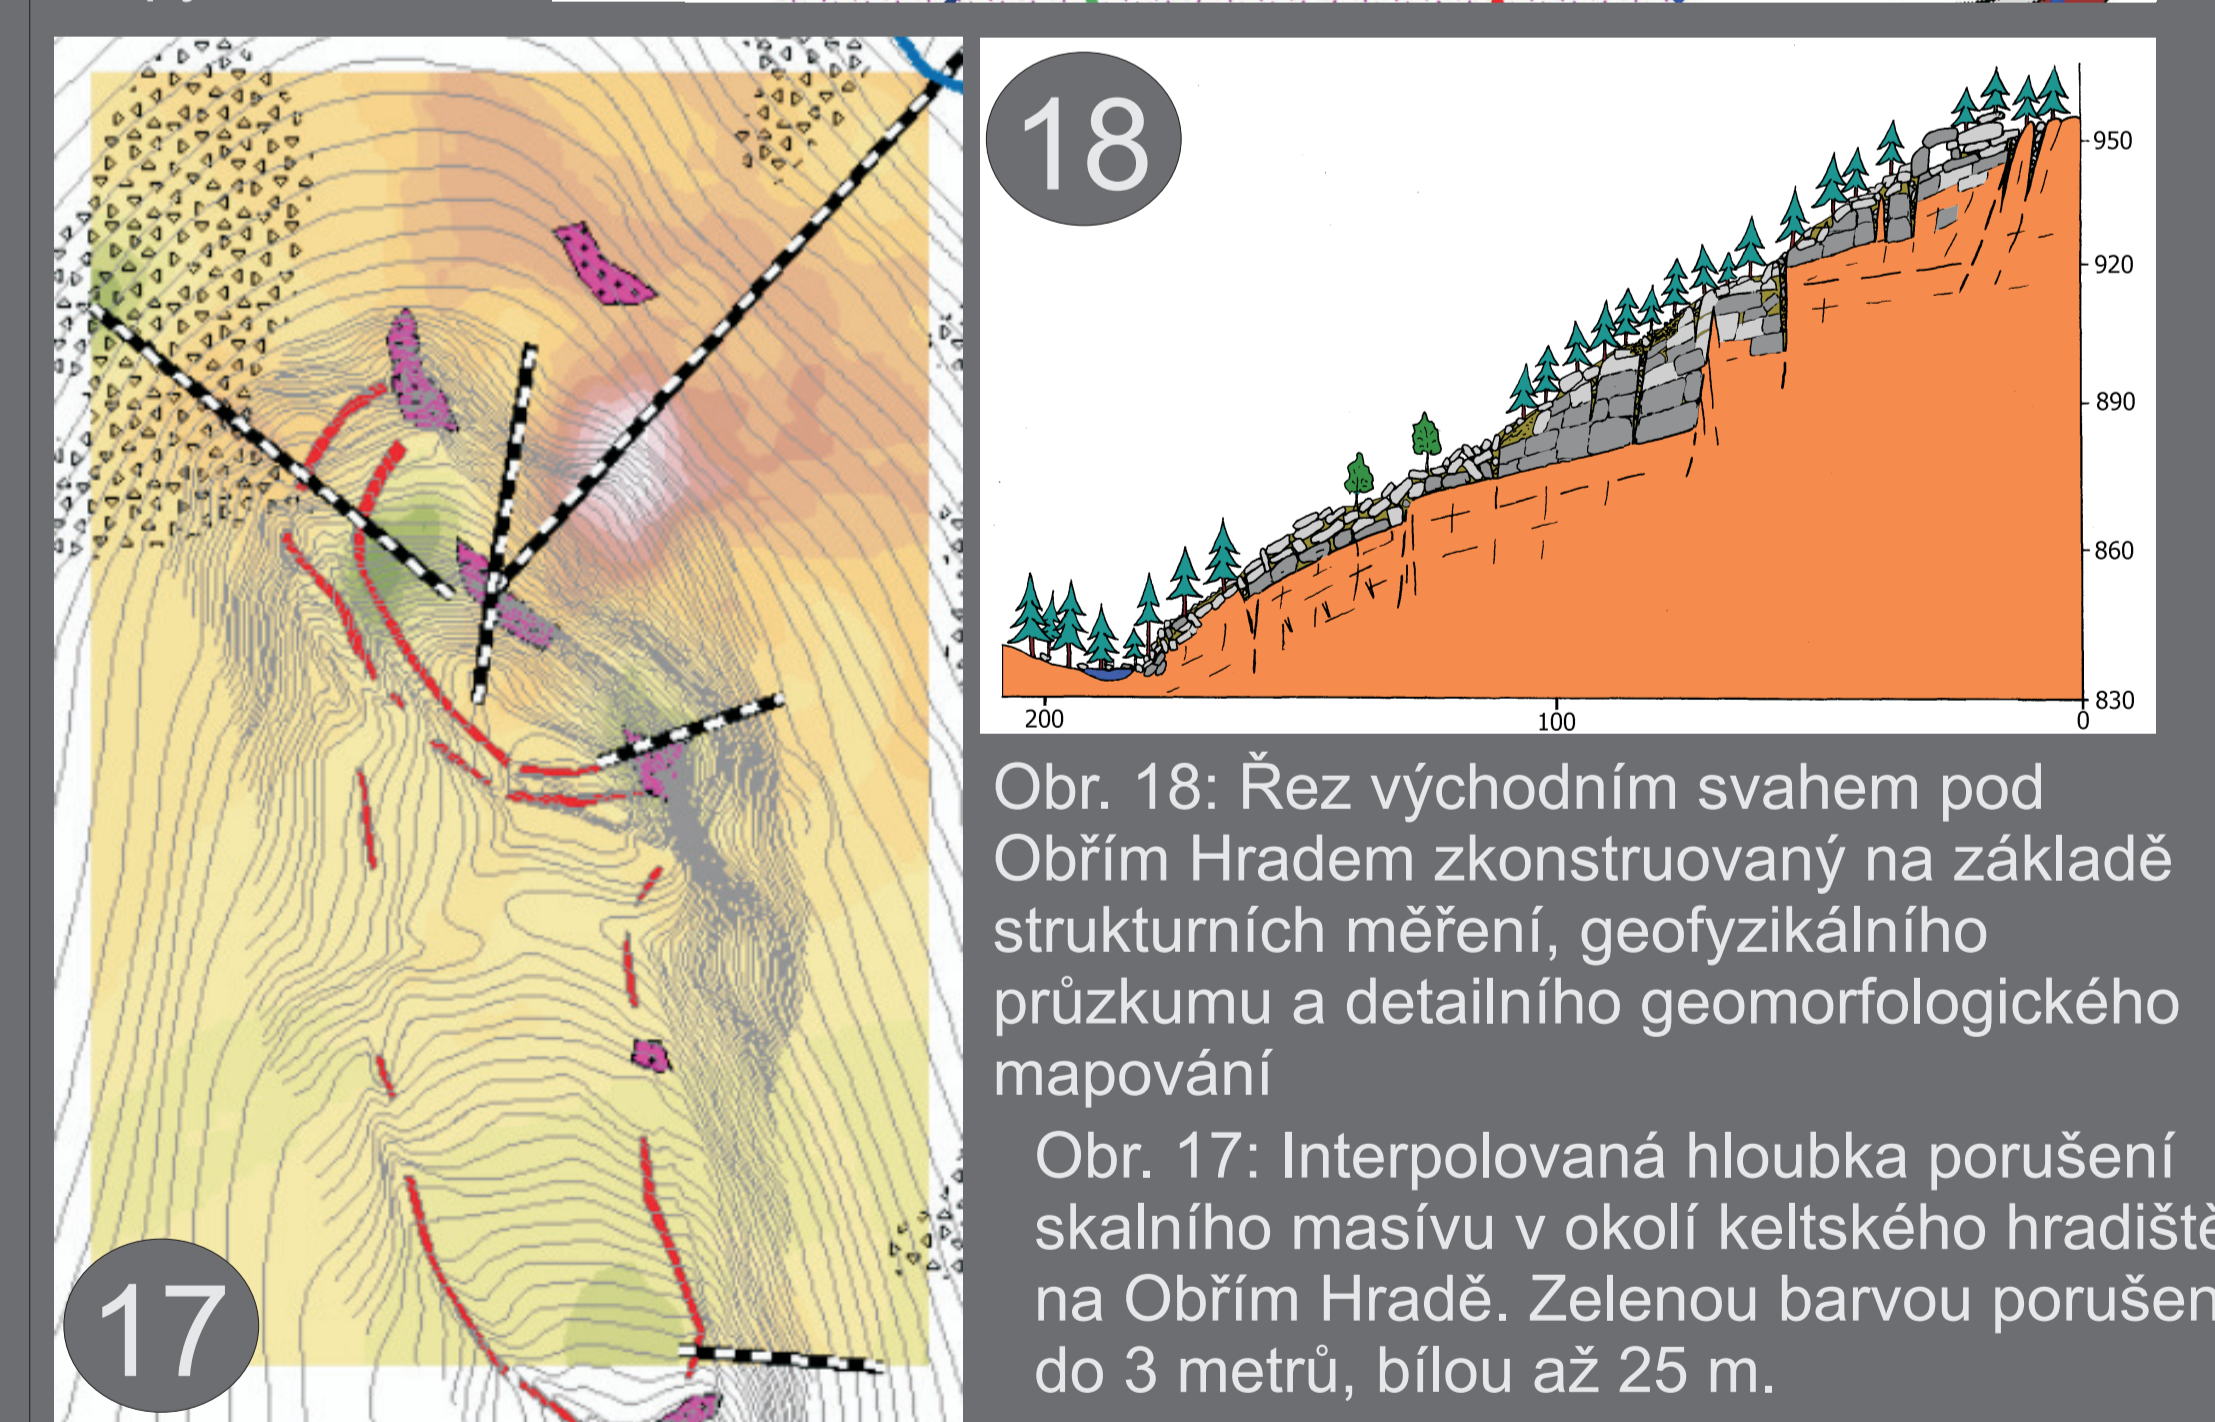 18
950
920
890
860
830
200
100
0
17
Obr. 18: Řez východním svahem pod
Obřím Hradem zkonstruovaný na základě
strukturních měření, geofyzikálního
průzkumu a detailního geomorfologického
mapování
Obr. 17: Interpolovaná hloubka porušení
skalního masívu v okolí keltského hradiště
na Obřím Hradě. Zelenou barvou porušen
do 3 metrů, bílou až 25 m.